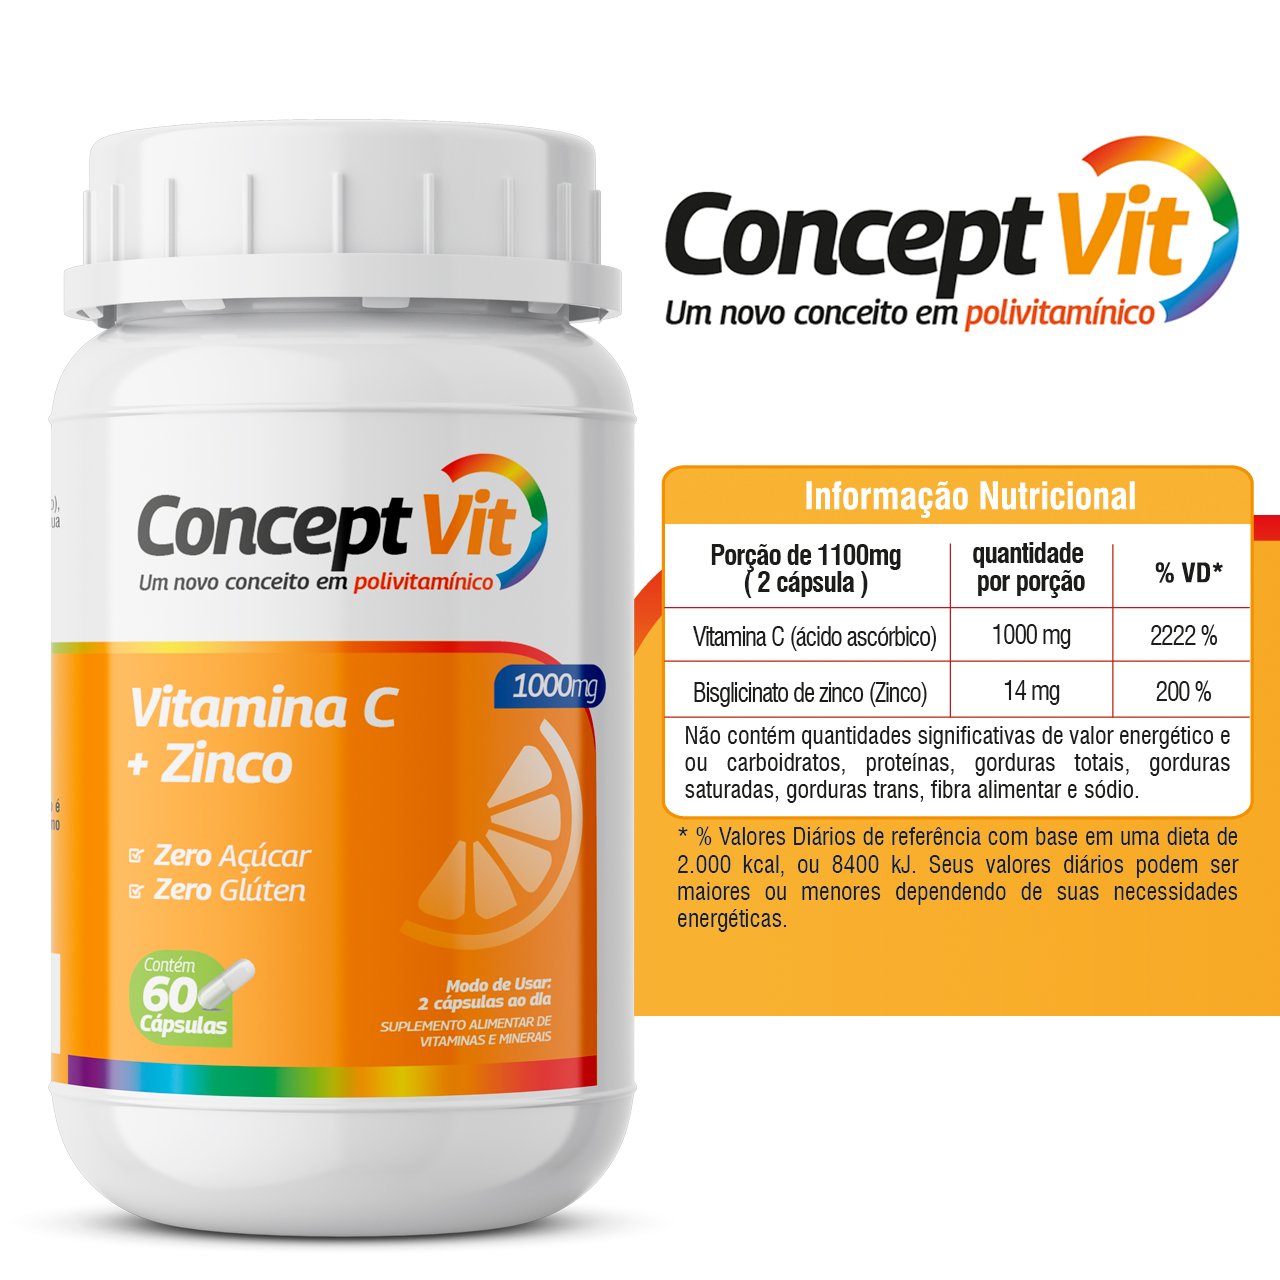 Concept Vit
Um novo conceito em polivitamínico
Concept Vit
Um novo conceito em polivitamínico
1000mg
Vitamina C
+ Zinco
Zero Açúcar
Zero Glúten
Contém
60
Cápsulas
Modo de Usar:
2 cápsulas ao dia
SUPLEMENTO ALIMENTAR DE
VITAMINAS E MINERAIS
Informação Nutricional
Porção de 1100mg
( 2 cápsula )
quantidade
por porção
% VD*
Vitamina C (ácido ascórbico) 1000 mg 2222 %
Bisglicinato de zinco (Zinco) 14 mg 200 %
Não contém quantidades significativas de valor energético e
ou carboidratos, proteínas, gorduras totais, gorduras
saturadas, gorduras trans, fibra alimentar e sódio.
* % Valores Diários de referência com base em uma dieta de
2.000 kcal, ou 8400 kJ. Seus valores diários podem ser
maiores ou menores dependendo de suas necessidades
energéticas.